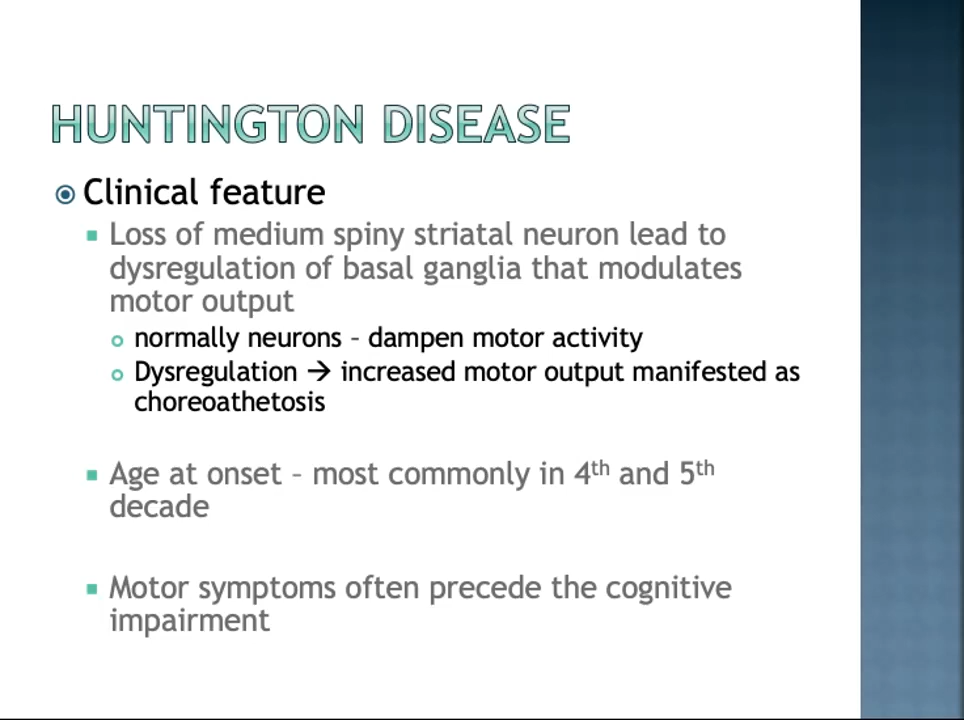 HUNTINGTON DISEASE
Clinical feature
Loss of medium spiny striatal neuron lead to
dysregulation of basal ganglia that modulates
motor output
normally neurons – dampen motor activity
Dysregulation → increased motor output manifested as
choreoathetosis
Age at onset – most commonly in 4th and 5th
decade
Motor symptoms often precede the cognitive
impairment